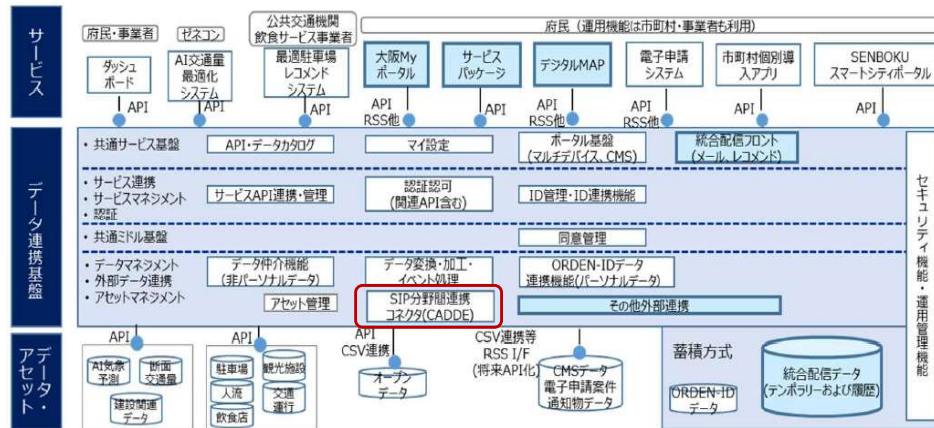 サービス
府民・事業者
ゼネコン
公共交通機関
飲食サービス事業者
府民（運用機能は市町村・事業者も利用）
ダッシュ
ボード
AI交通量
最適化
システム
最適駐車場
レコメンド
システム
大阪My
ポータル
サービス
パッケージ
デジタルMAP
電子申請
システム
市町村個別導
入アプリ
SENBOKU
スマートシティポータル
API
API
API
API
RSS他
API
API
RSS他
API
RSS他
API
API
データ連携基盤
・共通サービス基盤
API・データカタログ
マイ設定
ポータル基盤
(マルチデバイス、CMS)
統合配信フロント
(メール、レコメンド)
・サービス連携
・サービスマネジメント
・認証
サービスAPI連携・管理
認証認可
(関連API含む)
ID管理・ID連携機能
・共通ミドル基盤
同意管理
・データマネジメント
・外部データ連携
・アセットマネジメント
データ仲介機能
(非パーソナルデータ)
データ変換・加工・
イベント処理
ORDEN-IDデータ
連携機能(パーソナルデータ)
アセット管理
SIP分野間連携
コネクタ(CADDE)
その他外部連携
セキュリティ機能・運用管理機能
データ・アセット
API
API
API
CSV連携
CSV連携等
RSS I/F
(将来API化)
AI気象
予測
断面
交通量
建設関連
データ
駐車場
観光施設
人流
交通
運行
飲食店
オープン
データ
CMSデータ
電子申請案件
通知物データ
蓄積方式
ORDEN-ID
データ
統合配信データ
(テンポラリーおよび履歴)